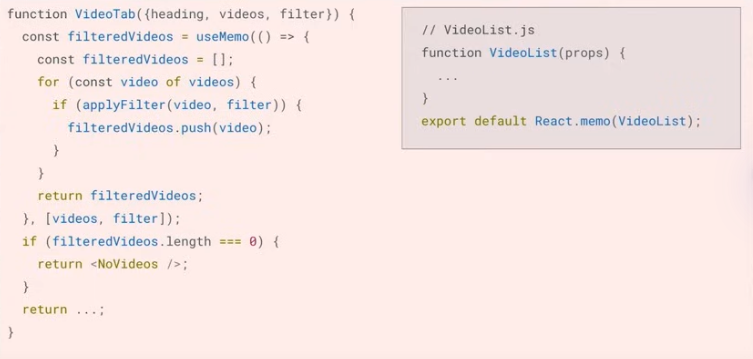 function VideoTab({heading, videos, filter}) {
  const filteredVideos = useMemo(() => {
    const filteredVideos = [];
    for (const video of videos) {
      if (applyFilter(video, filter)) {
        filteredVideos.push(video);
      }
    }
    return filteredVideos;
  }, [videos, filter]);
  if (filteredVideos.length === 0) {
    return <NoVideos />;
  }
  return ...;
}
// VideoList.js
function VideoList(props) {
  ...
}
export default React.memo(VideoList);